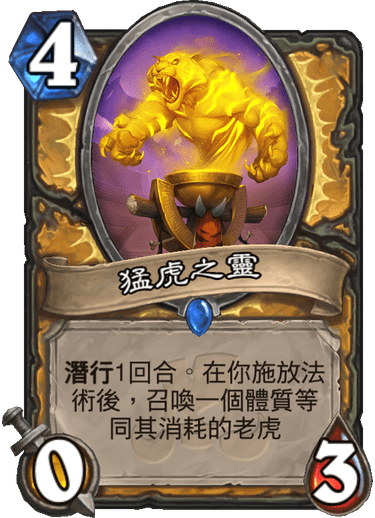 4
猛虎之靈
潛行1回合。在你施放法
術後，召喚一個體質等
同其消耗的老虎
0
3